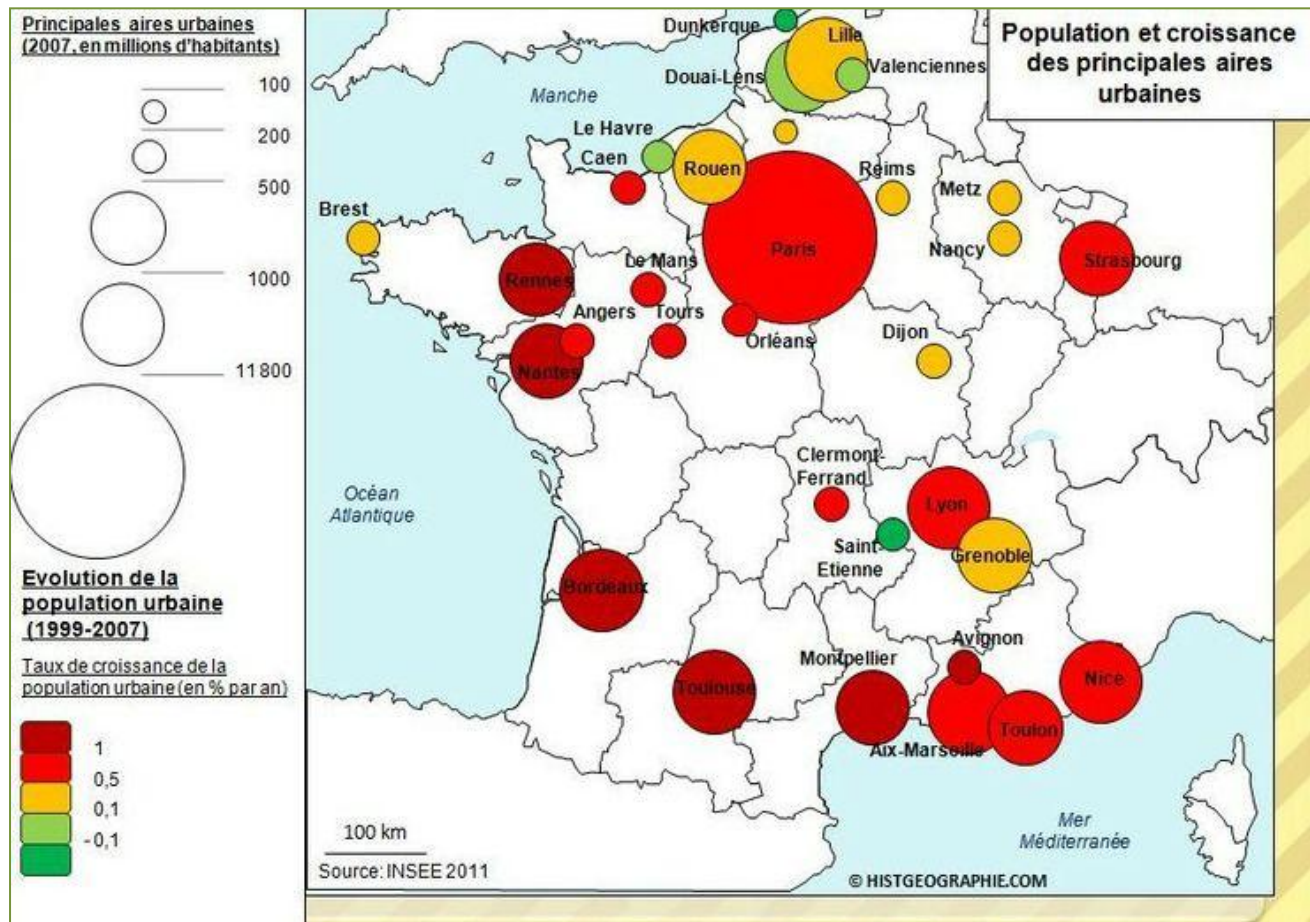 Principales aires urbaines
(2007, en millions d'habitants)
100
200
500
1000
11800
Evolution de la
population urbaine
(1999-2007)
Taux de croissance de la
population urbaine (en % par an)
1
0,5
0,1
-0,1
Population et croissance
des principales aires
urbaines
Dunkerque
Lille
Douai-Lens
Valenciennes
Manche
Le Havre
Caen
Rouen
Reims
Metz
Brest
Paris
Nancy
Strasbourg
Rennes
Le Mans
Angers
Tours
Orléans
Dijon
Nantes
Clermont-
Ferrand
Océan
Atlantique
Lyon
Saint-
Etienne
Grenoble
Bordeaux
Avignon
Montpellier
Toulouse
Nice
Toulon
Aix-Marseille
100 km
Mer
Méditerranée
Source: INSEE 2011
© HISTGEOGRAPHIE.COM